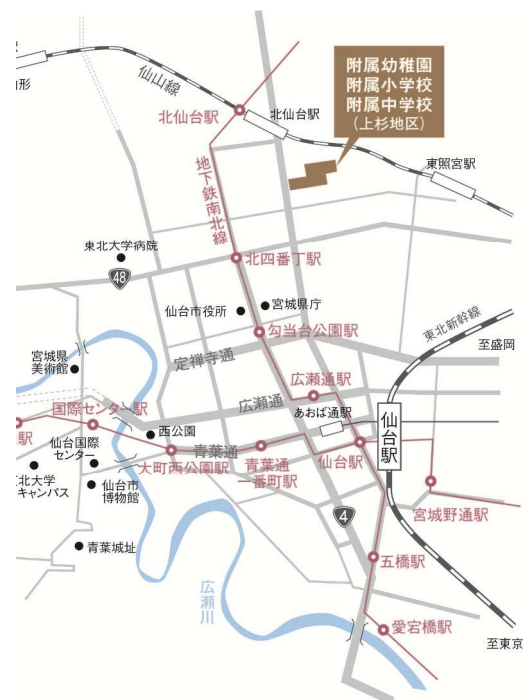 附属幼稚園
附属小学校
附属中学校
(上杉地区)
仙山線
北仙台駅
北仙台駅
東照宮駅
地下鉄南北線
東北大学病院
48
北四番丁駅
仙台市役所
宮城県庁
勾当台公園駅
東北新幹線
至盛岡
宮城県
美術館
定禅寺通
広瀬通駅
国際センター駅
広瀬通
あおば通駅
仙台駅
駅
西公園
仙台国際
センター
青葉通
大町西公園駅
青葉通
一番町駅
仙台駅
北大学
キャンパス
仙台市
博物館
宮城野通駅
4
青葉城址
五橋駅
広瀬川
愛宕橋駅
至東京